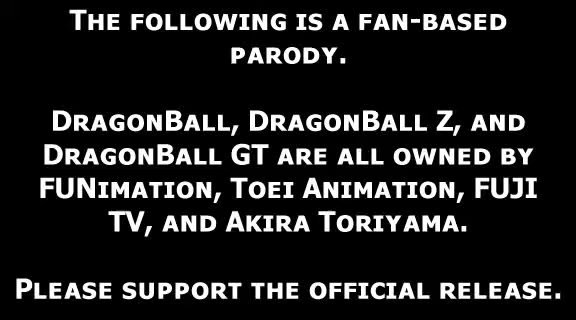 The following is a fan-based
parody.
DragonBall, DragonBall Z, and
DragonBall GT are all owned by
FUNimation, Toei Animation, FUJI
TV, and Akira Toriyama.
Please support the official release.